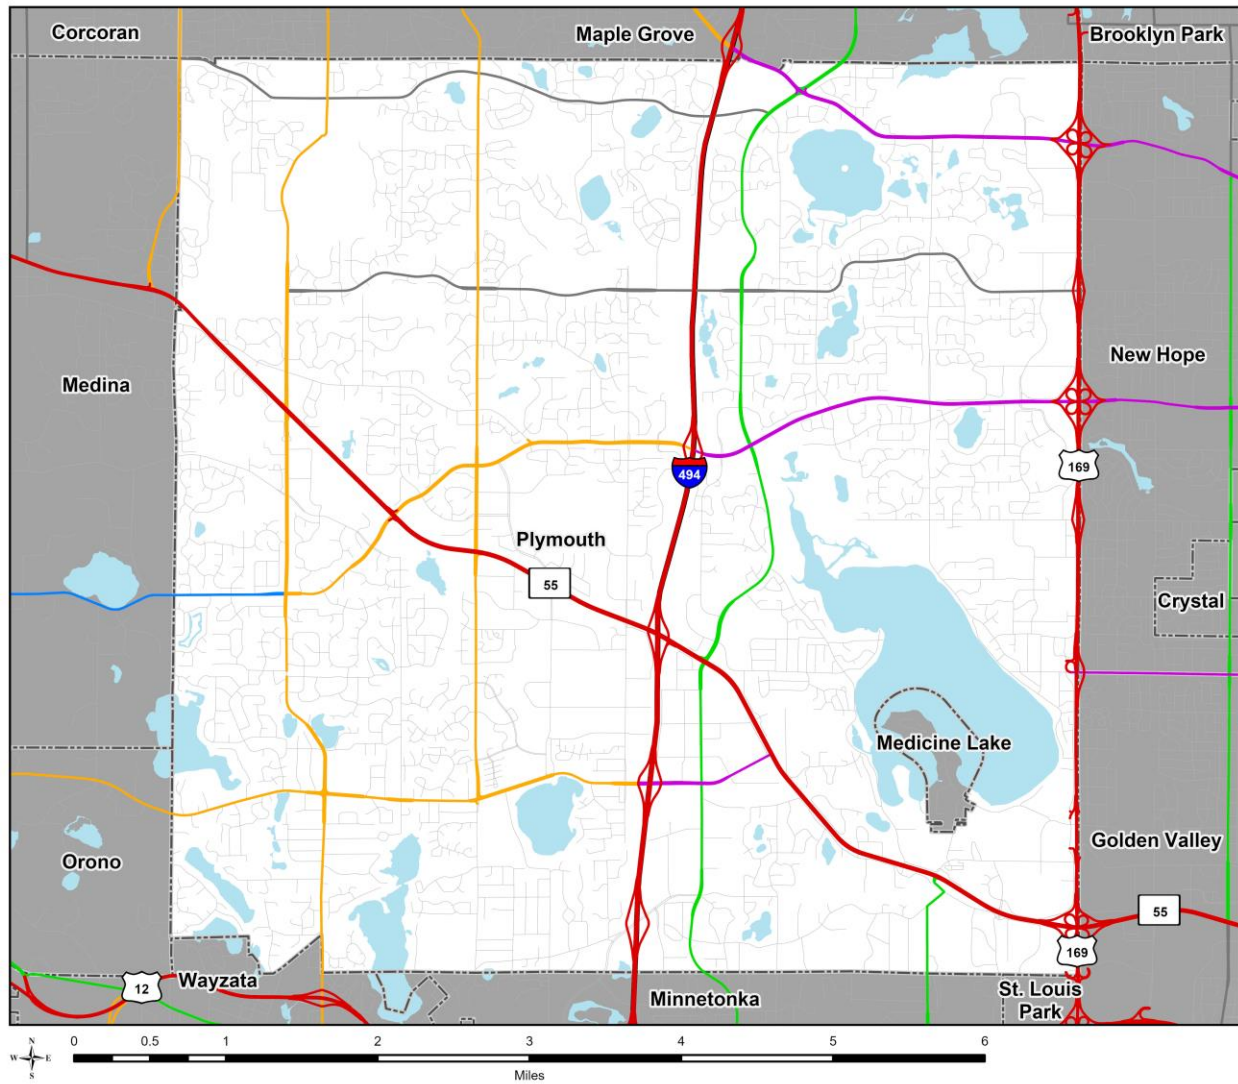 Corcoran
Maple Grove
Brooklyn Park
New Hope
Medina
494
169
Plymouth
55
Crystal
Medicine Lake
Golden Valley
Orono
55
169
Wayzata
12
Minnetonka
St. Louis
Park
N
W E
S
0 0.5 1 2 3 4 5 6
Miles